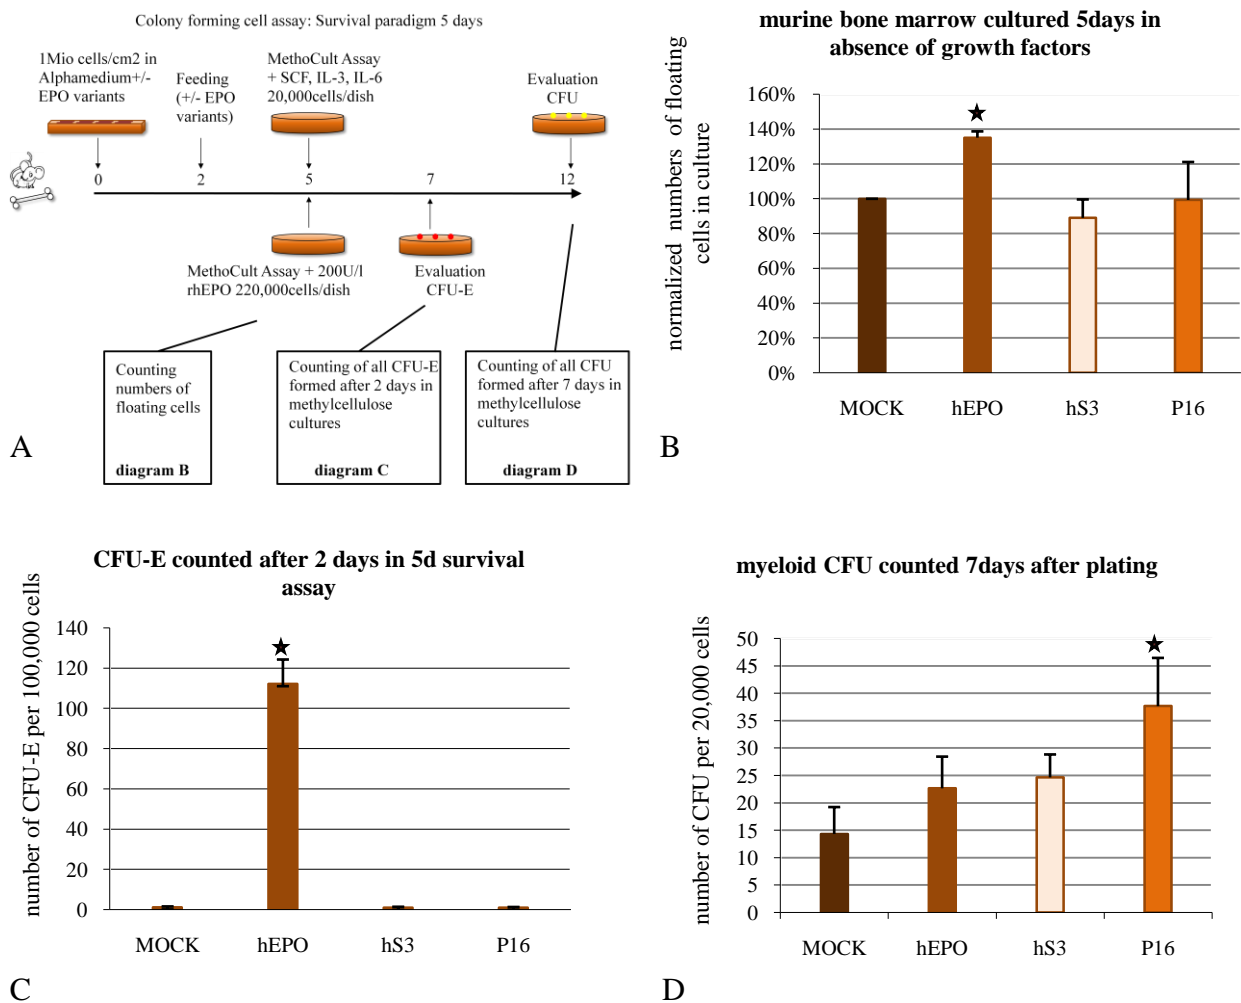 Colony forming cell assay: Survival paradigm 5 days
1Mio cells/cm2 in
Alphamedium+/-
EPO variants
Feeding
(+/- EPO
variants)
MethoCult Assay
+ SCF, IL-3, IL-6
20,000cells/dish
Evaluation
CFU
0
2
5
7
12
MethoCult Assay + 200U/l
rhEPO 220,000cells/dish
Evaluation
CFU-E
Counting
numbers of
floating cells
diagram B
Counting of all CFU-E
formed after 2 days in
methylcellulose
cultures
diagram C
Counting of all CFU
formed after 7 days in
methylcellulose
cultures
diagram D
A
murine bone marrow cultured 5days in
absence of growth factors
normalized numbers of floating
cells in culture
160%
140%
120%
100%
80%
60%
40%
20%
0%
MOCK
hEPO
hS3
P16
B
CFU-E counted after 2 days in 5d survival
assay
number of CFU-E per 100,000 cells
140
120
100
80
60
40
20
0
MOCK
hEPO
hS3
P16
C
myeloid CFU counted 7days after plating
number of CFU per 20,000 cells
50
45
40
35
30
25
20
15
10
5
0
MOCK
hEPO
hS3
P16
D